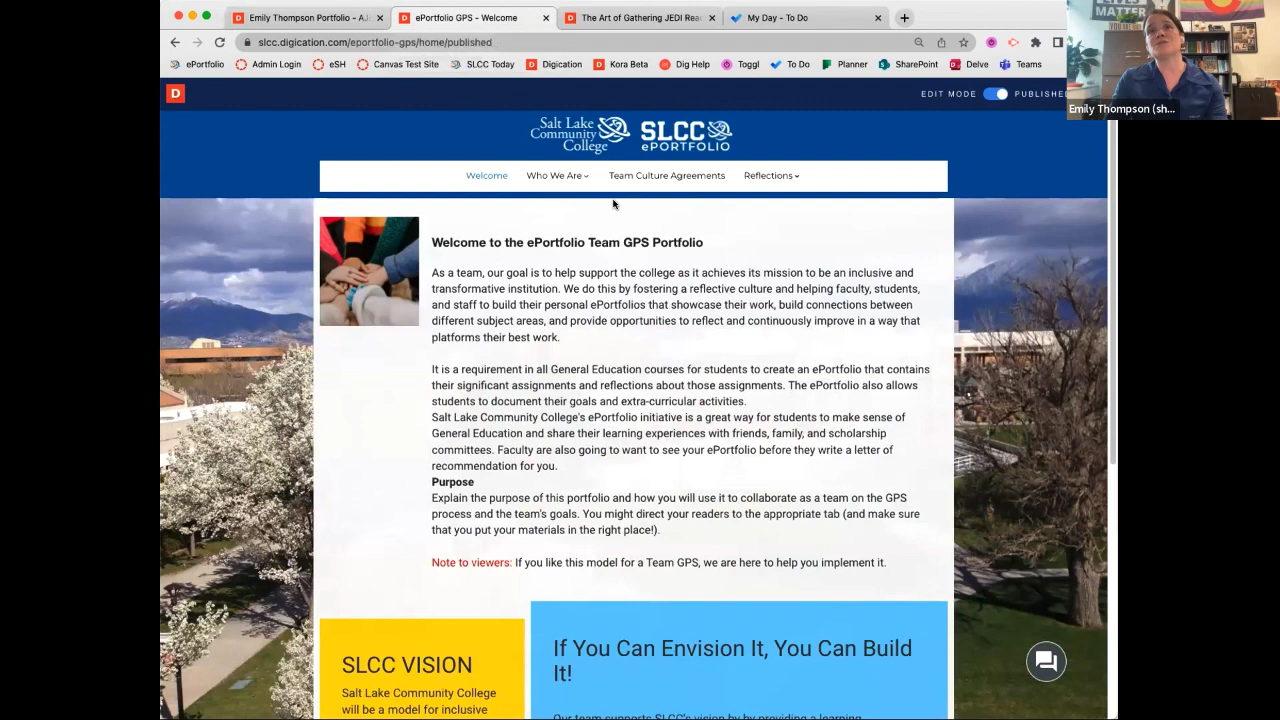 Emily Thompson Portfolio - AJ
ePortfolio GPS - Welcome
The Art of Gathering JEDI Rea
My Day - To Do
slcc.digication.com/eportfolio-gps/home/published
ePortfolio
Admin Login
eSH
Canvas Test Site
SLCC Today
Digication
Kora Beta
Dig Help
Toggl
To Do
Planner
SharePoint
Delve
Teams
LIVES
MATTER
Emily Thompson (sh...
D
EDIT MODE
PUBLISHE
Salt Lake
Community
College
SLCC
ePORTFOLIO
Welcome
Who We Are
Team Culture Agreements
Reflections
Welcome to the ePortfolio Team GPS Portfolio
As a team, our goal is to help support the college as it achieves its mission to be an inclusive and
transformative institution. We do this by fostering a reflective culture and helping faculty, students,
and staff to build their personal ePortfolios that showcase their work, build connections between
different subject areas, and provide opportunities to reflect and continuously improve in a way that
platforms their best work.
It is a requirement in all General Education courses for students to create an ePortfolio that contains
their significant assignments and reflections about those assignments. The ePortfolio also allows
students to document their goals and extra-curricular activities.
Salt Lake Community College's ePortfolio initiative is a great way for students to make sense of
General Education and share their learning experiences with friends, family, and scholarship
committees. Faculty are also going to want to see your ePortfolio before they write a letter of
recommendation for you.
Purpose
Explain the purpose of this portfolio and how you will use it to collaborate as a team on the GPS
process and the team's goals. You might direct your readers to the appropriate tab (and make sure
that you put your materials in the right place!).
Note to viewers: If you like this model for a Team GPS, we are here to help you implement it.
SLCC VISION
Salt Lake Community College
will be a model for inclusive
If You Can Envision It, You Can Build
It!
Our team supports SLCC's vision by by providing a learning